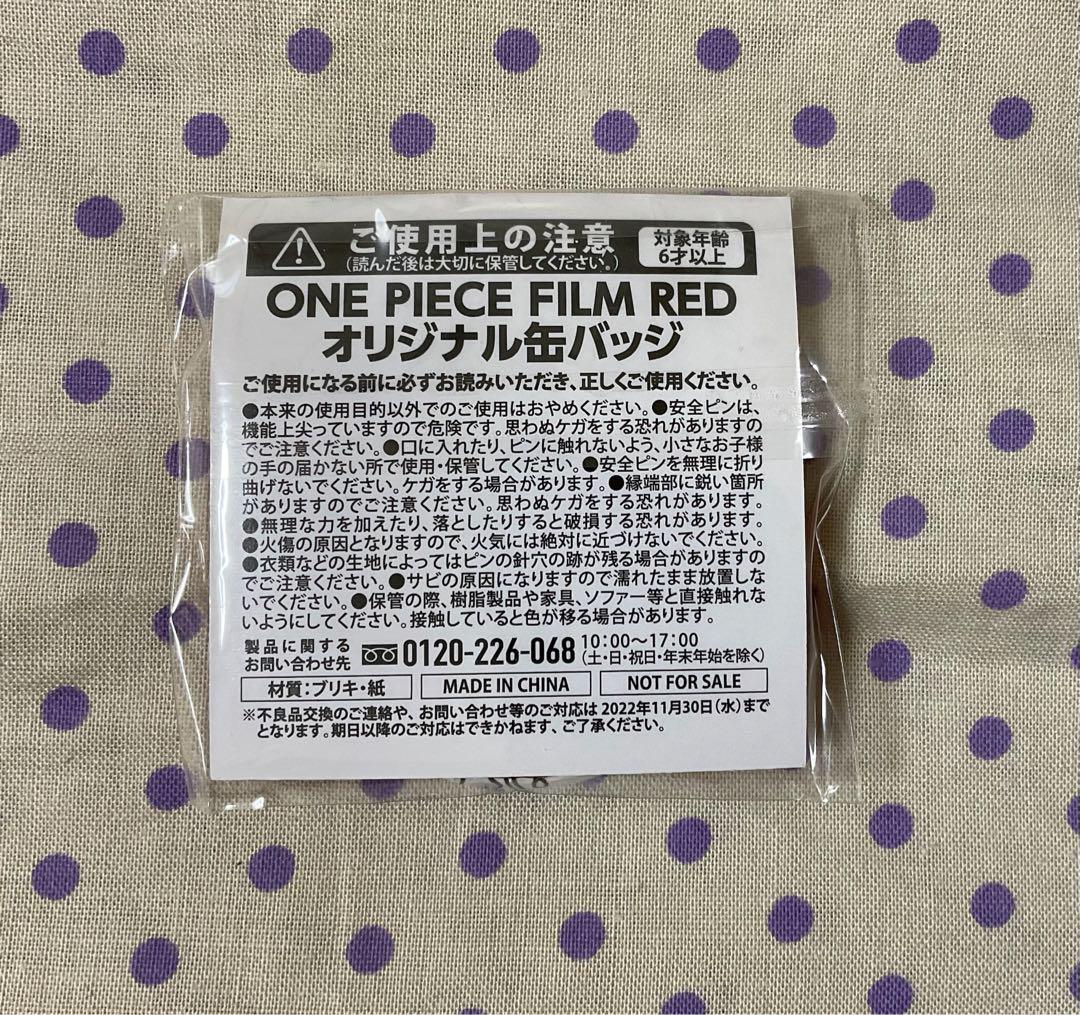 ご使用上の注意
(読んだ後は大切に保管してください。)
対象年齢
6才以上
ONE PIECE FILM RED
オリジナル缶バッジ
ご使用になる前に必ずお読みいただき、正しくご使用ください。
●本来の使用目的以外でのご使用はおやめください。●安全ピンは、
機能上尖っていますので危険です。思わぬケガをする恐れがありますの
でご注意ください。●口に入れたり、ピンに触れないよう、小さなお子様
の手の届かない所で使用・保管してください。●安全ピンを無理に折り
曲げないでください。ケガをする場合があります。●縁端部に鋭い箇所
がありますのでご注意ください。思わぬケガをする恐れがあります。
●無理な力を加えたり、落としたりすると破損する恐れがあります。
●火傷の原因となりますので、火気には絶対に近づけないでください。
●衣類などの生地によってはピンの針穴の跡が残る場合がありますの
でご注意ください。●サビの原因になりますので濡れたまま放置しな
いでください。●保管の際、樹脂製品や家具、ソファー等と直接触れな
いようにしてください。接触していると色が移る場合があります。
製品に関する
お問い合わせ先
0120-226-068
10:00～17:00
(土・日・祝日・年末年始を除く)
材質:ブリキ・紙
MADE IN CHINA
NOT FOR SALE
※不良品交換のご連絡や、お問い合わせ等のご対応は 2022年11月30日(水)まで
となります。期日以降のご対応はできかねます、ご了承ください。